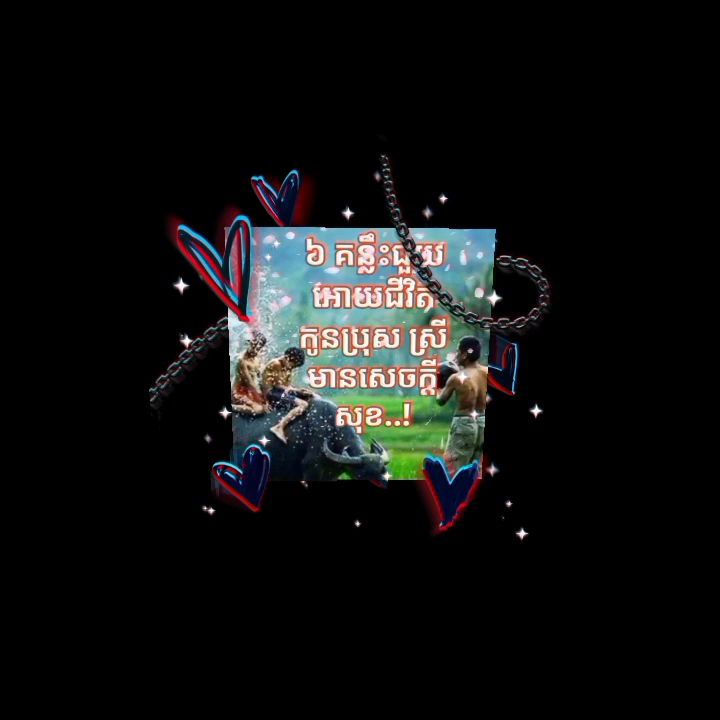 ៦ គន្លឹះជួយ
អោយជីវិត
កូនប្រុស ស្រី
មានសេចក្ដី
សុខ..!